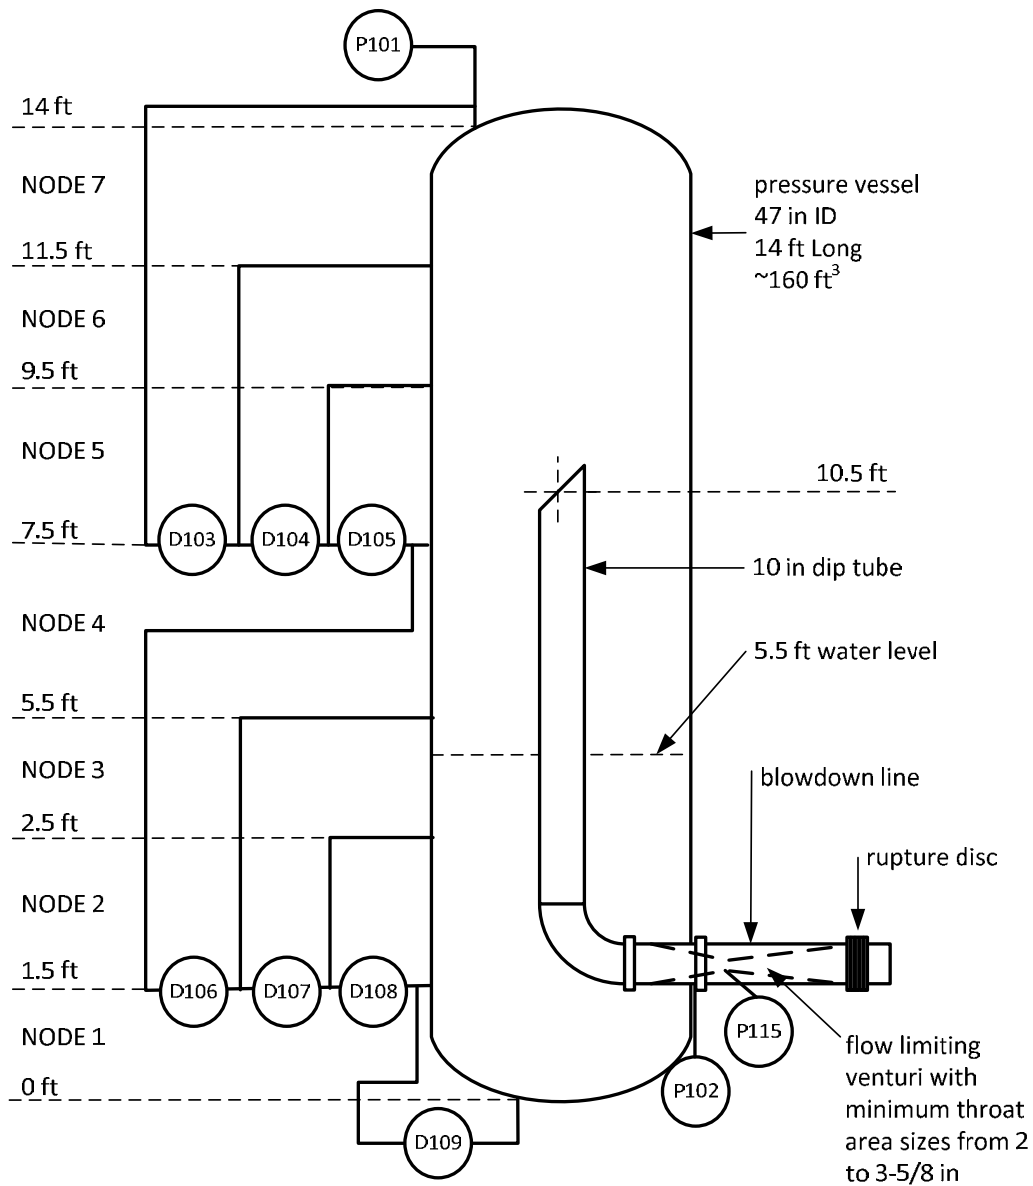 P101
14 ft
NODE 7
pressure vessel
47 in ID
14 ft Long
~160 ft³
11.5 ft
NODE 6
9.5 ft
NODE 5
10.5 ft
7.5 ft
D103
D104
D105
10 in dip tube
NODE 4
5.5 ft water level
5.5 ft
NODE 3
blowdown line
2.5 ft
rupture disc
NODE 2
1.5 ft
D106
D107
D108
NODE 1
P115
flow limiting
venturi with
minimum throat
area sizes from 2
to 3-5/8 in
0 ft
P102
D109